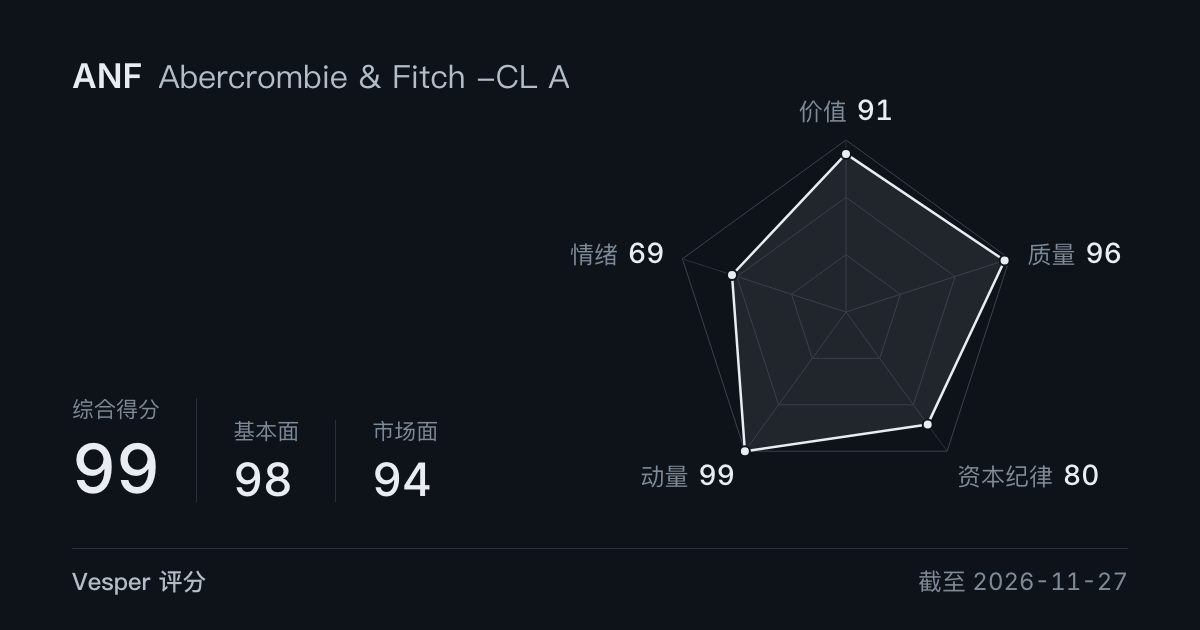 ANF Abercrombie & Fitch –CL A
价值 91
情绪 69
质量 96
动量 99
资本纪律 80
综合得分
99
基本面
98
市场面
94
Vesper 评分
截至 2026-11-27